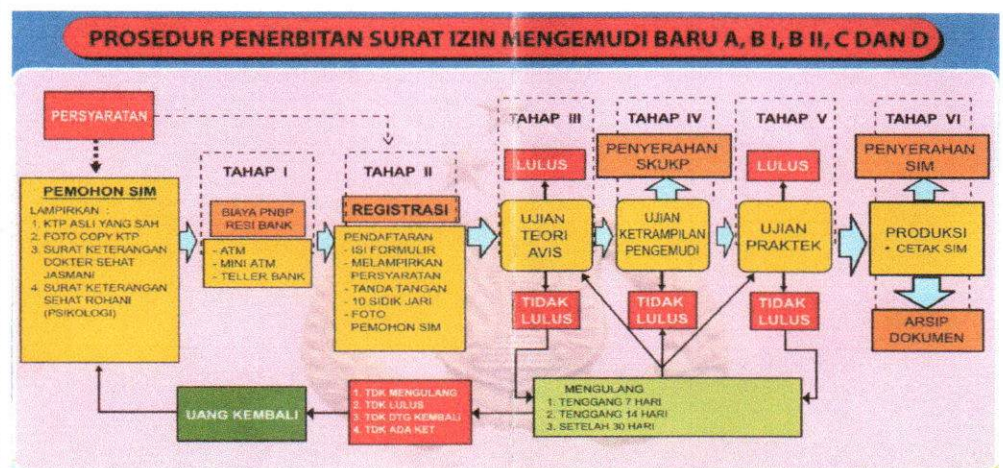 PROSEDUR PENERBITAN SURAT IZIN MENGEMUDI BARU A, B I, B II, C DAN D
PERSYARATAN
PEMOHON SIM
LAMPIRKAN :
1. KTP ASLI YANG SAH
2. FOTO COPY KTP
3. SURAT KETERANGAN
DOKTER SEHAT
JASMANI
4. SURAT KETERANGAN
SEHAT ROHANI
(PSIKOLOGI)
TAHAP I
BIAYA PNBP
RESI BANK
- ATM
- MINI ATM
- TELLER BANK
TAHAP II
REGISTRASI
PENDAFTARAN
- ISI FORMULIR
- MELAMPIRKAN
PERSYARATAN
- TANDA TANGAN
- 10 SIDIK JARI
- FOTO
PEMOHON SIM
TAHAP III
LULUS
UJIAN
TEORI
AVIS
TIDAK
LULUS
TAHAP IV
PENYERAHAN
SKUKP
UJIAN
KETRAMPILAN
PENGEMUDI
TIDAK
LULUS
TAHAP V
LULUS
UJIAN
PRAKTEK
TIDAK
LULUS
TAHAP VI
PENYERAHAN
SIM
PRODUKSI
• CETAK SIM
ARSIP
DOKUMEN
MENGULANG
1. TENGGANG 7 HARI
2. TENGGANG 14 HARI
3. SETELAH 30 HARI
1. TDK MENGULANG
2. TDK LULUS
3. TDK DTG KEMBALI
4. TDK ADA KET
UANG KEMBALI